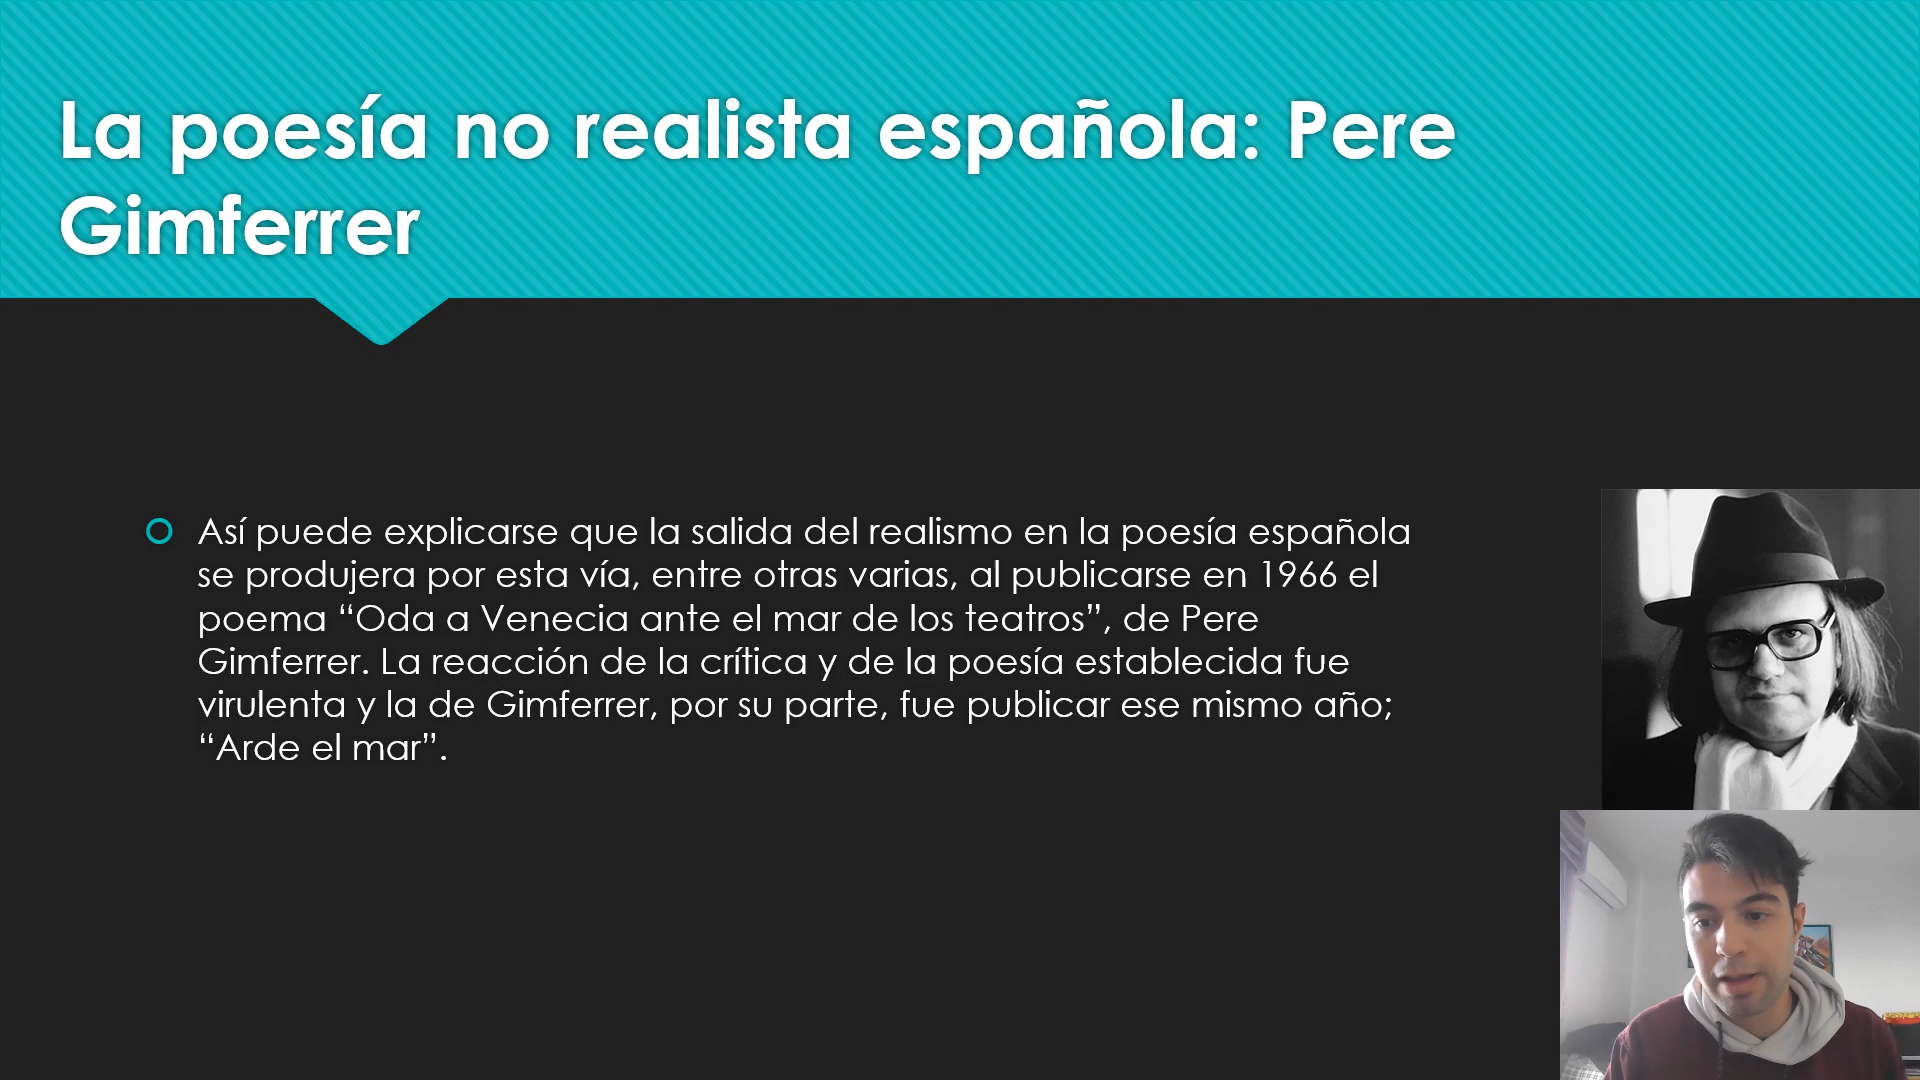 La poesía no realista española: Pere
Gimferrer
Así puede explicarse que la salida del realismo en la poesía española
se produjera por esta vía, entre otras varias, al publicarse en 1966 el
poema “Oda a Venecia ante el mar de los teatros”, de Pere
Gimferrer. La reacción de la crítica y de la poesía establecida fue
virulenta y la de Gimferrer, por su parte, fue publicar ese mismo año;
“Arde el mar”.